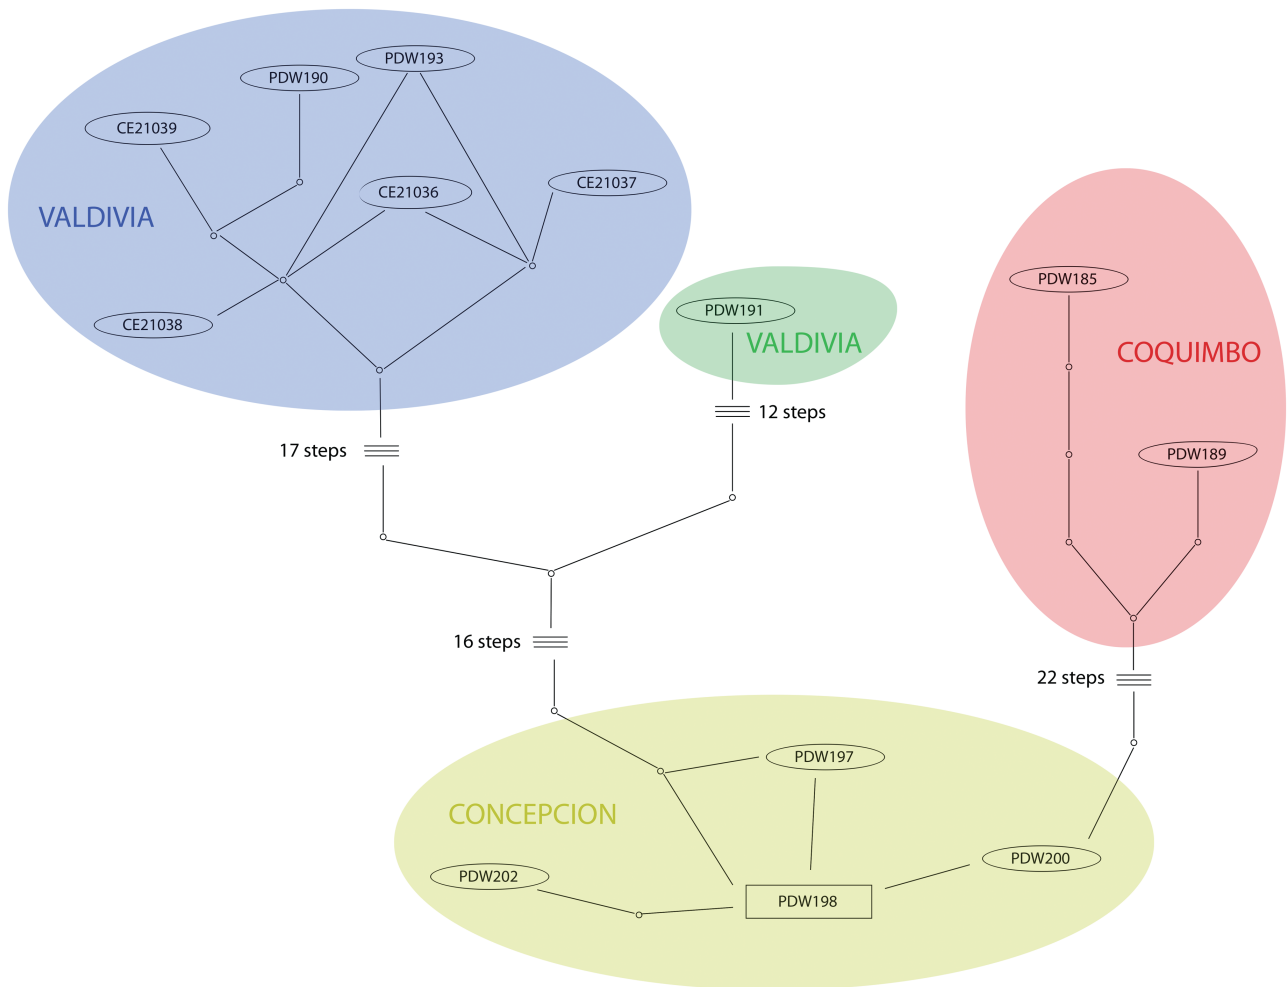 PDW193
PDW190
CE21039
CE21036
CE21037
VALDIVIA
CE21038
PDW191
VALDIVIA
PDW185
COQUIMBO
PDW189
12 steps
17 steps
16 steps
22 steps
PDW197
CONCEPCION
PDW200
PDW202
PDW198